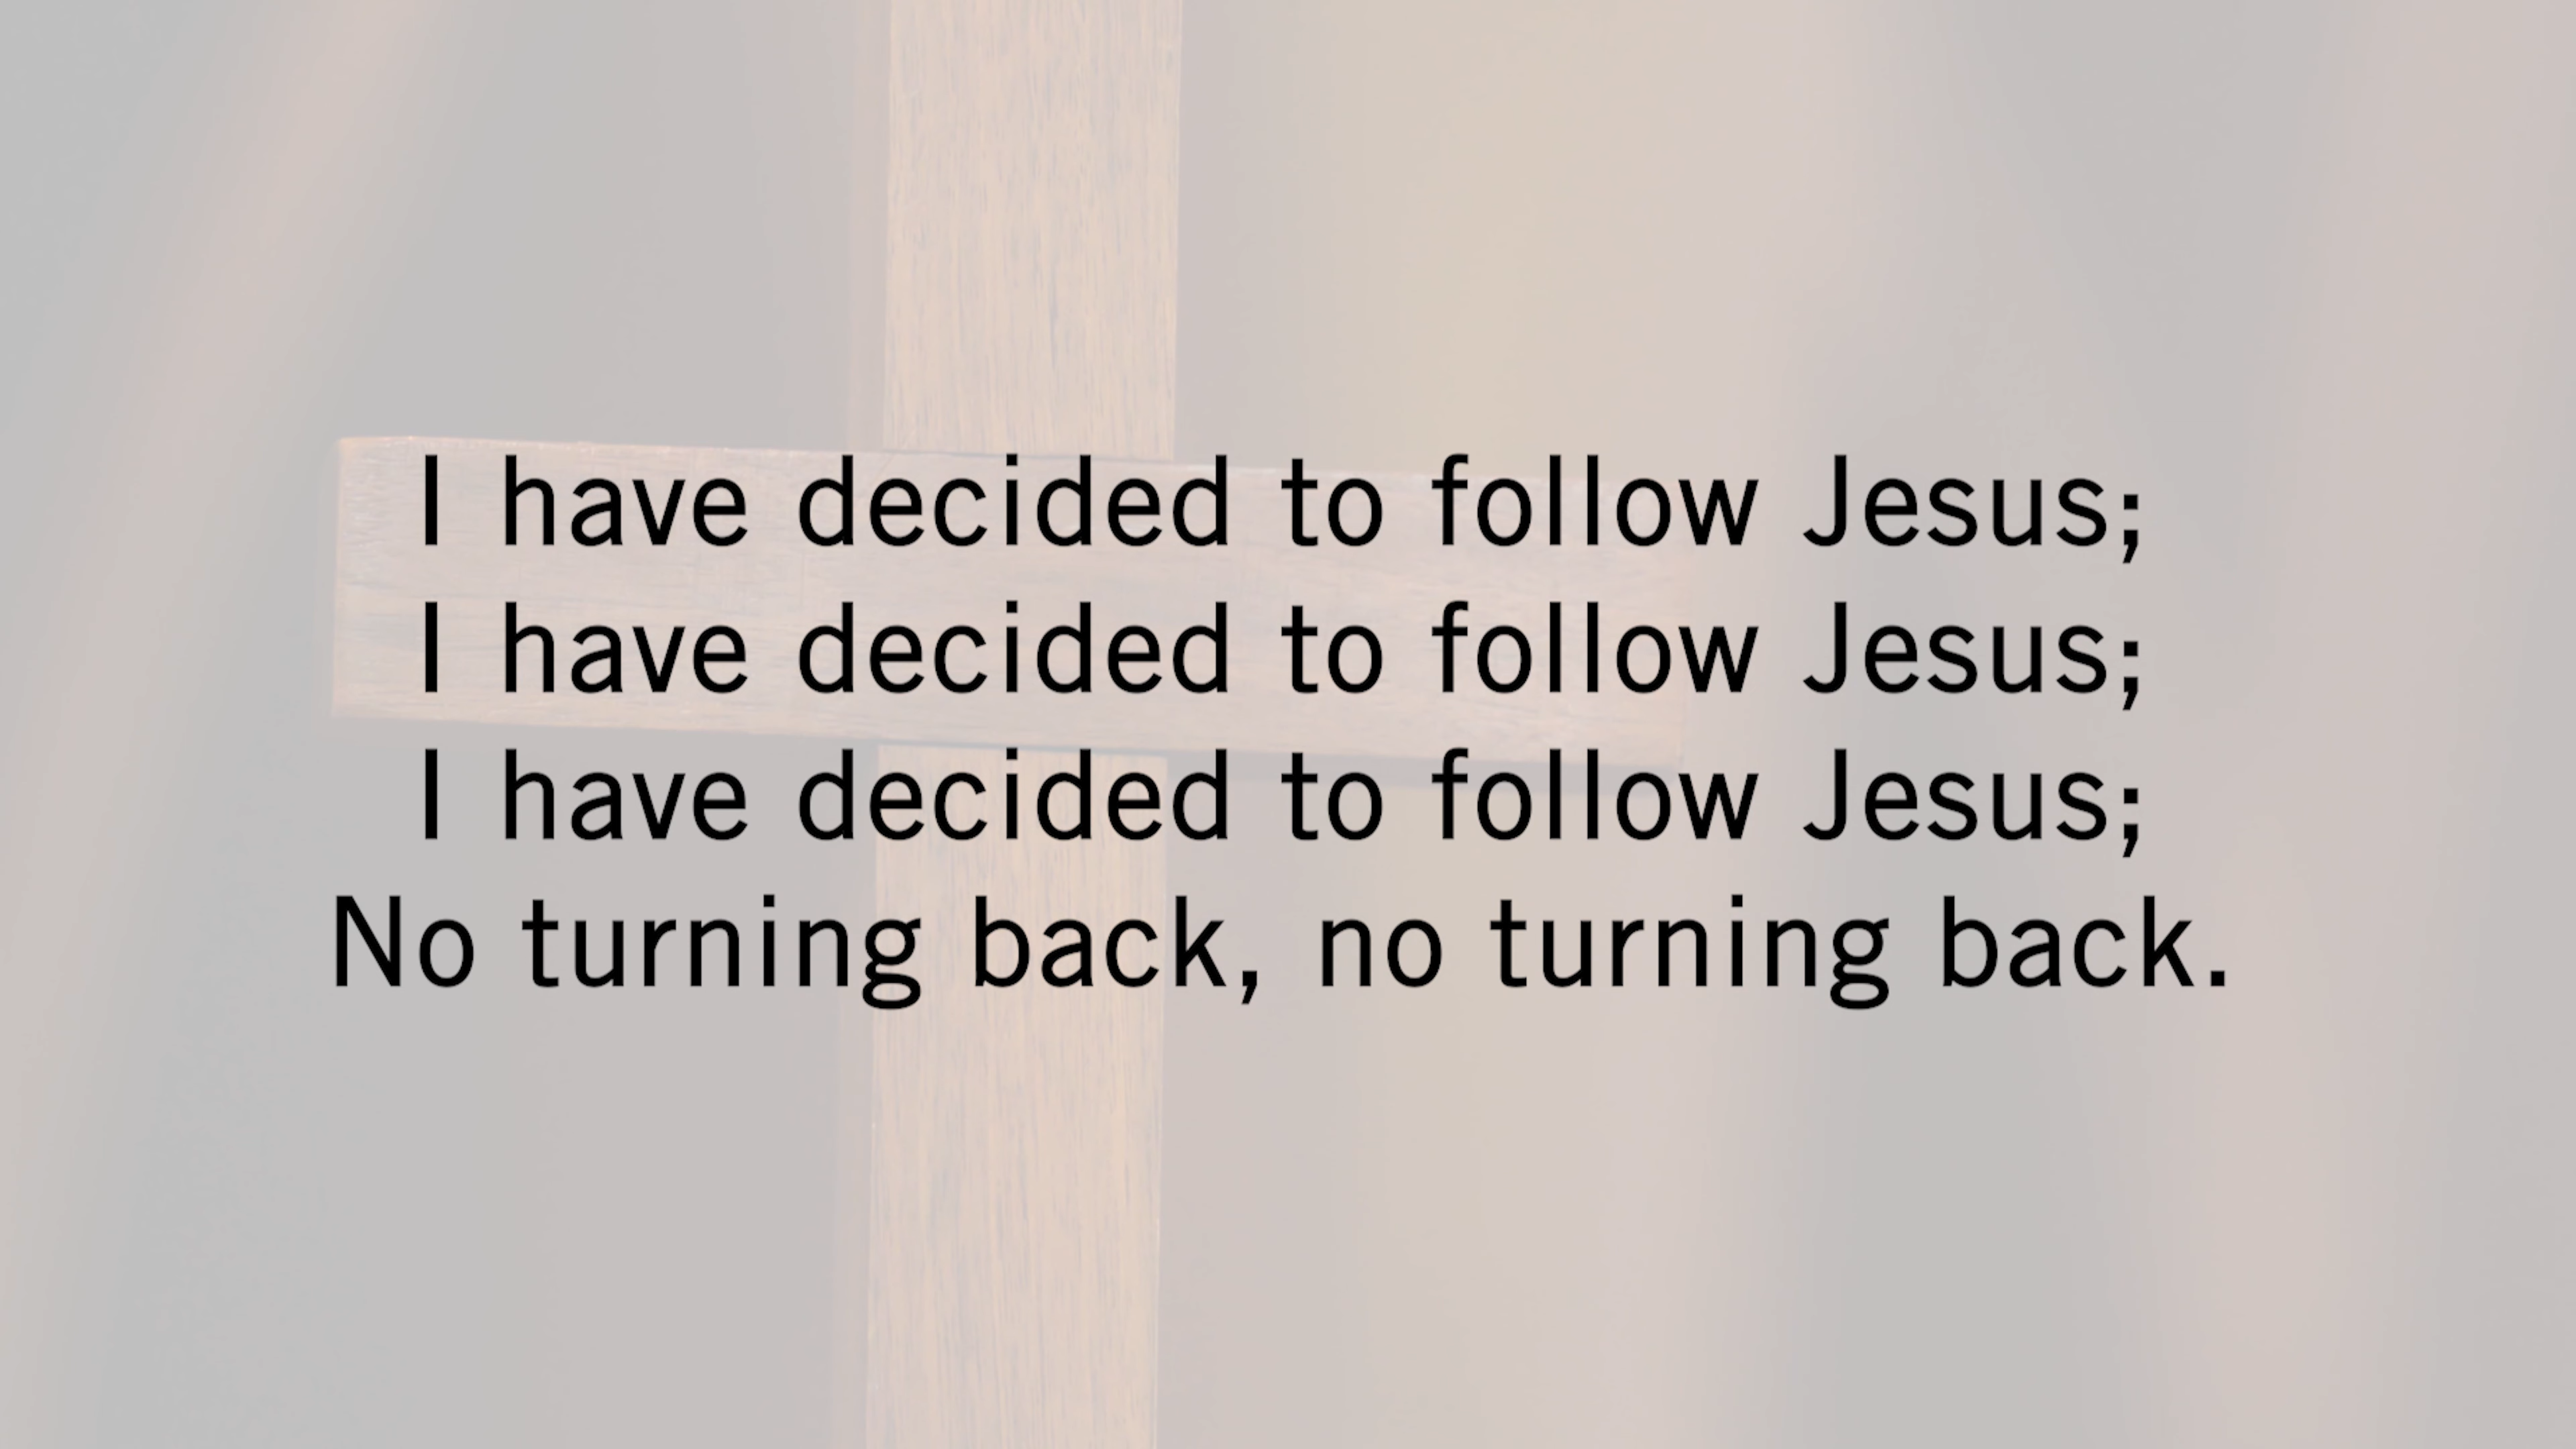 I have decided to follow Jesus;
I have decided to follow Jesus;
I have decided to follow Jesus;
No turning back, no turning back.